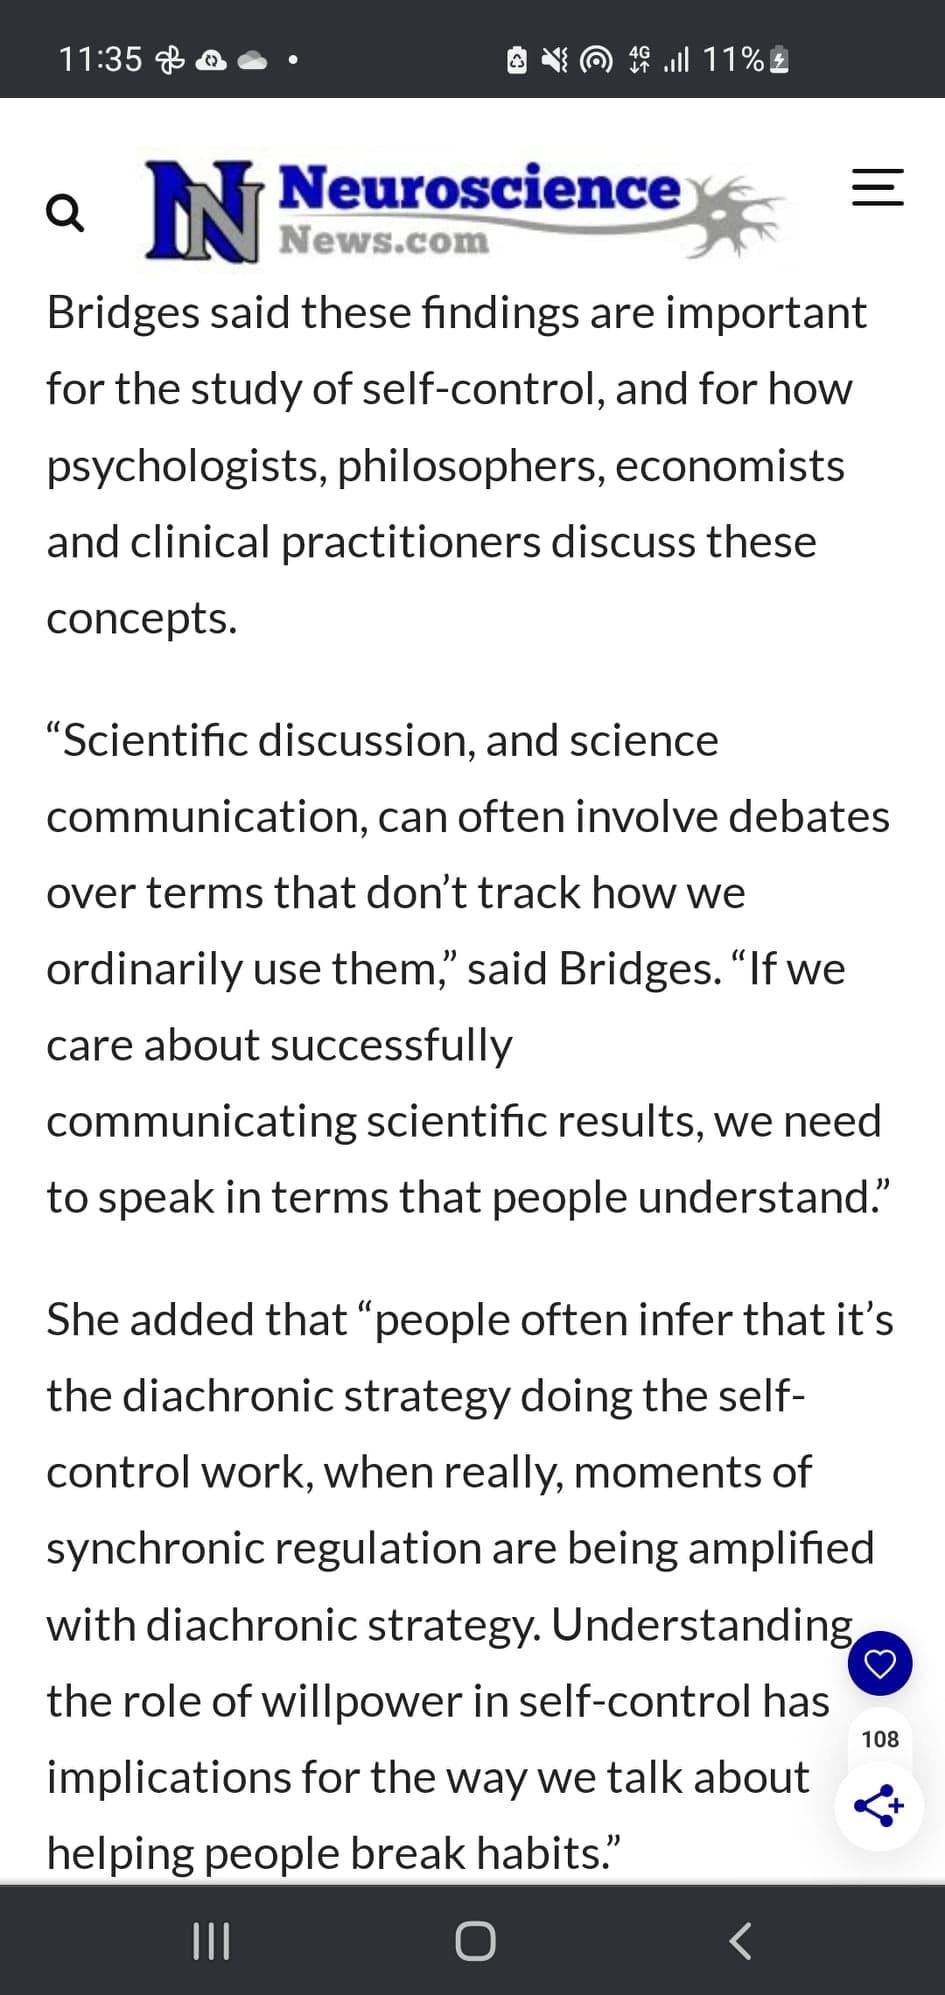 11:35
4G
11%
Neuroscience
News.com
Bridges said these findings are important
for the study of self-control, and for how
psychologists, philosophers, economists
and clinical practitioners discuss these
concepts.
“Scientific discussion, and science
communication, can often involve debates
over terms that don’t track how we
ordinarily use them,” said Bridges. “If we
care about successfully
communicating scientific results, we need
to speak in terms that people understand.”
She added that “people often infer that it’s
the diachronic strategy doing the self-
control work, when really, moments of
synchronic regulation are being amplified
with diachronic strategy. Understanding
the role of willpower in self-control has
108
implications for the way we talk about
helping people break habits.”